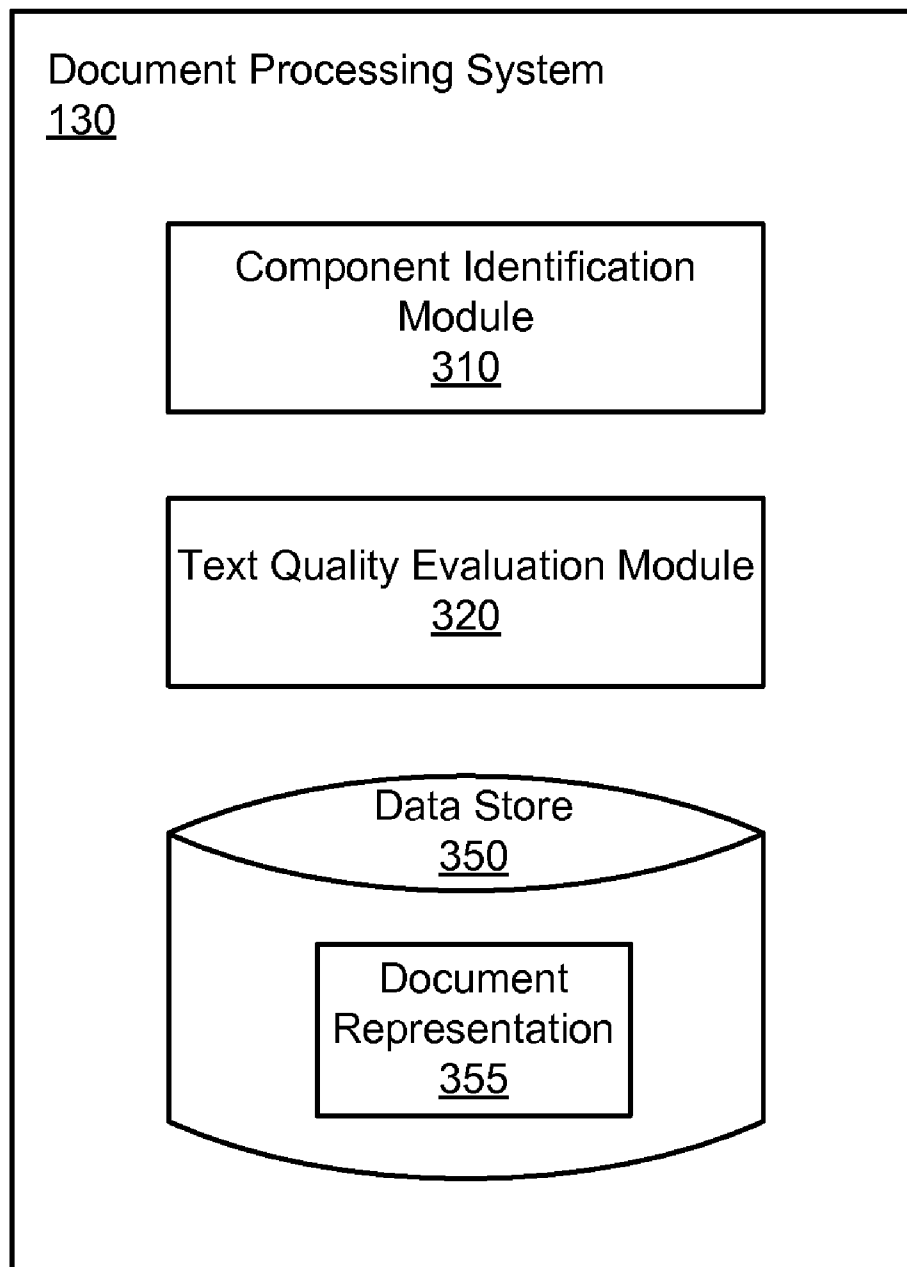 Document Processing System
130
Component Identification
Module
310
Text Quality Evaluation Module
320
Data Store
350
Document
Representation
355